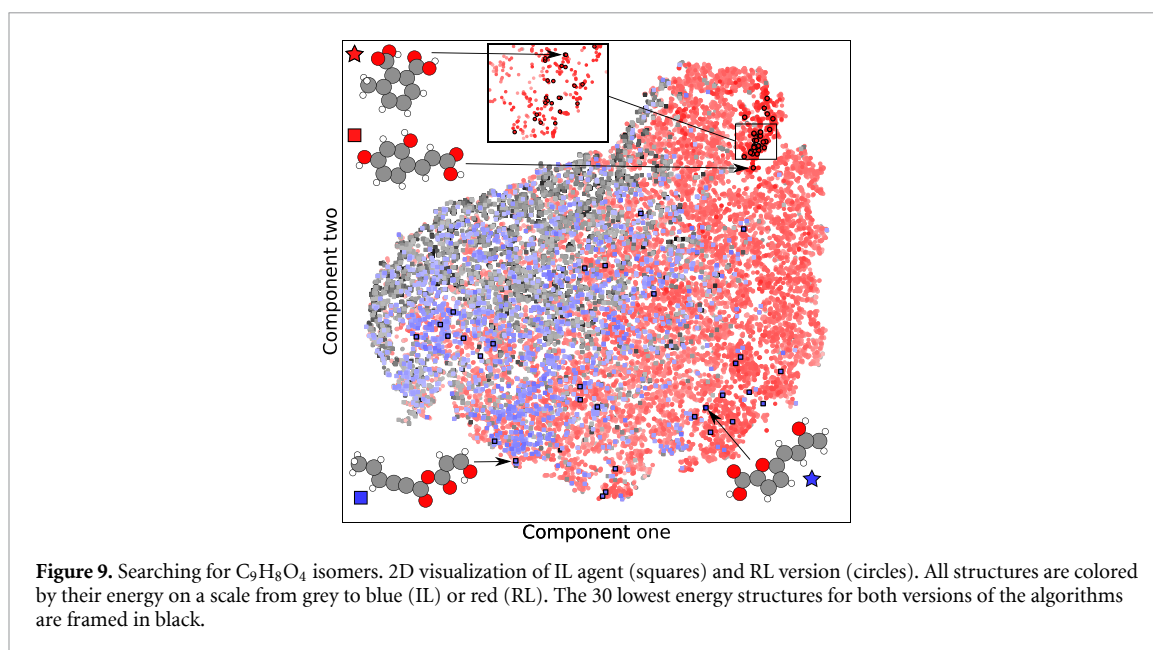 Component two
Component one
Figure 9. Searching for C₉H₈O₄ isomers. 2D visualization of IL agent (squares) and RL version (circles). All structures are colored
by their energy on a scale from grey to blue (IL) or red (RL). The 30 lowest energy structures for both versions of the algorithms
are framed in black.